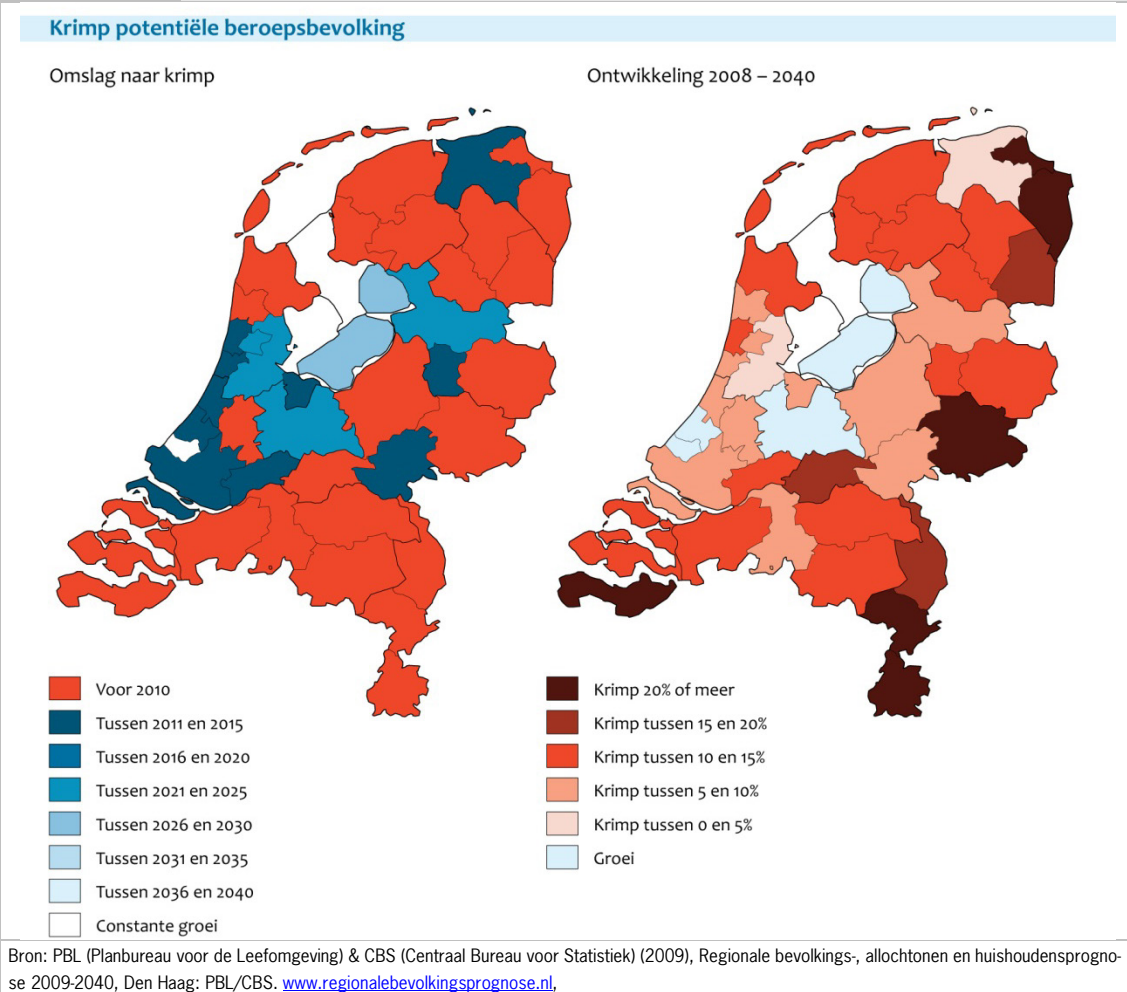 Krimp potentiële beroepsbevolking
Omslag naar krimp
Ontwikkeling 2008 – 2040
Voor 2010
Tussen 2011 en 2015
Tussen 2016 en 2020
Tussen 2021 en 2025
Tussen 2026 en 2030
Tussen 2031 en 2035
Tussen 2036 en 2040
Constante groei
Krimp 20% of meer
Krimp tussen 15 en 20%
Krimp tussen 10 en 15%
Krimp tussen 5 en 10%
Krimp tussen 0 en 5%
Groei
Bron: PBL (Planbureau voor de Leefomgeving) & CBS (Centraal Bureau voor Statistiek) (2009), Regionale bevolkings-, allochtonen en huishoudensprogno-
se 2009-2040, Den Haag: PBL/CBS. www.regionalebevolkingsprognose.nl,